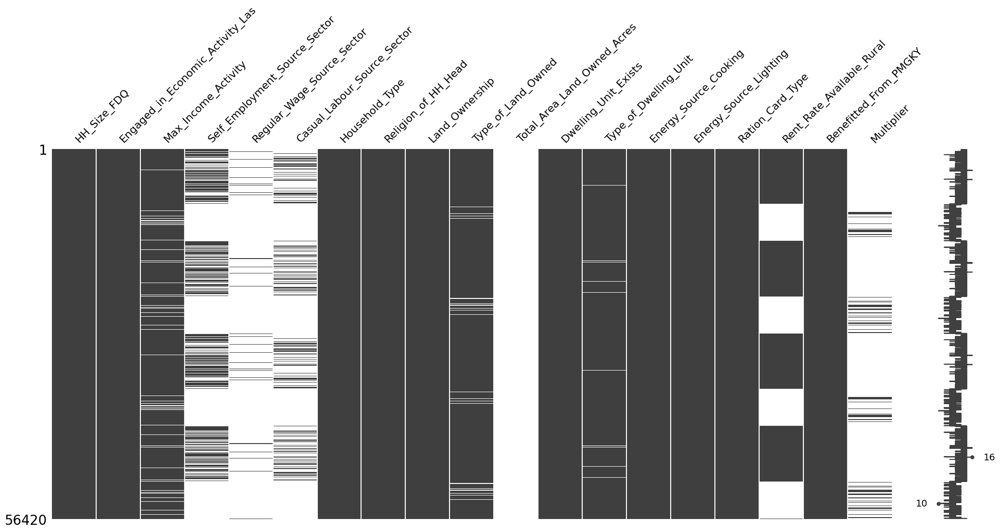 HH_Size_FDQ
Engaged_in_Economic_Activity_Las
Max_Income_Activity
Self_Employment_Source_Sector
Regular_Wage_Source_Sector
Casual_Labour_Source_Sector
Household_Type
Religion_of_HH_Head
Land_Ownership
Type_of_Land_Owned
Total_Area_Land_Owned_Acres
Dwelling_Unit_Exists
Type_of_Dwelling_Unit
Energy_Source_Cooking
Energy_Source_Lighting
Ration_Card_Type
Rent_Rate_Available_Rural
Benefitted_From_PMGKY
Multiplier
1
16
10
56420